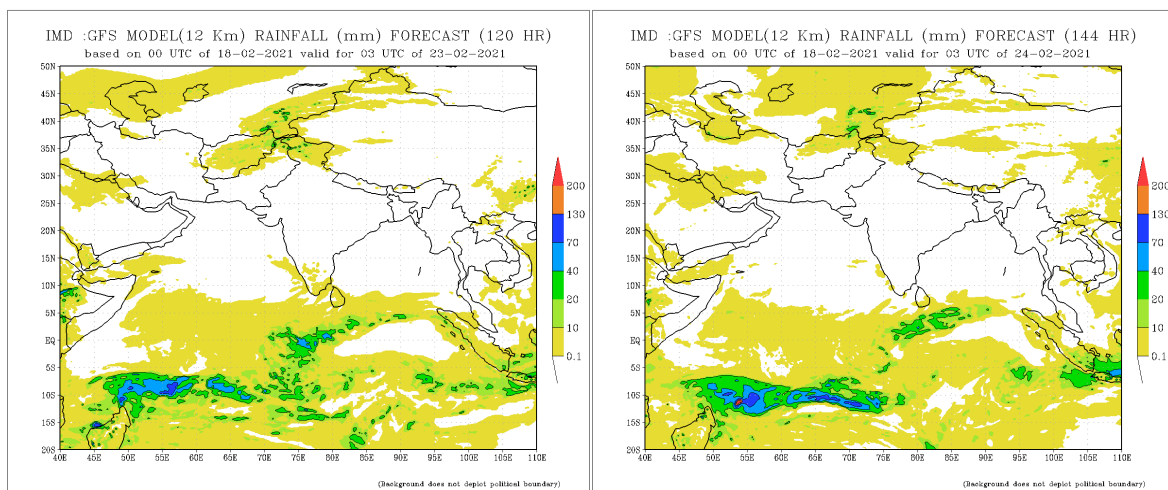 IMD :GFS MODEL(12 Km) RAINFALL (mm) FORECAST (120 HR)
based on 00 UTC of 18-02-2021 valid for 03 UTC of 23-02-2021
50N
45N
40N
35N
30N
25N
20N
15N
10N
5N
EQ
5S
10S
15S
20S
40E 45E 50E 55E 60E 65E 70E 75E 80E 85E 90E 95E 100E 105E 110E
200
130
70
40
20
10
0.1
(Background does not depict political boundary)
IMD :GFS MODEL(12 Km) RAINFALL (mm) FORECAST (144 HR)
based on 00 UTC of 18-02-2021 valid for 03 UTC of 24-02-2021
50N
45N
40N
35N
30N
25N
20N
15N
10N
5N
EQ
5S
10S
15S
20S
40E 45E 50E 55E 60E 65E 70E 75E 80E 85E 90E 95E 100E 105E 110E
200
130
70
40
20
10
0.1
(Background does not depict political boundary)